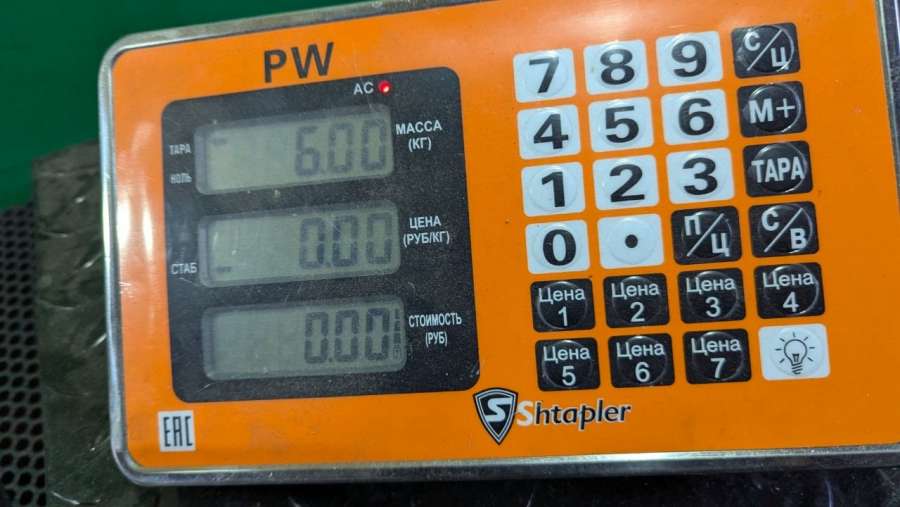 PW
AC
ТАРА
НОЛЬ
6.00
МАССА
(КГ)
СТАБ
0.00
ЦЕНА
(РУБ/КГ)
0.00
СТОИМОСТЬ
(РУБ)
7 8 9 С/Ц
4 5 6 М+
1 2 3 ТАРА
0 . П/Ц С/В
Цена 1 Цена 2 Цена 3 Цена 4
Цена 5 Цена 6 Цена 7
EAC
S Shtapler